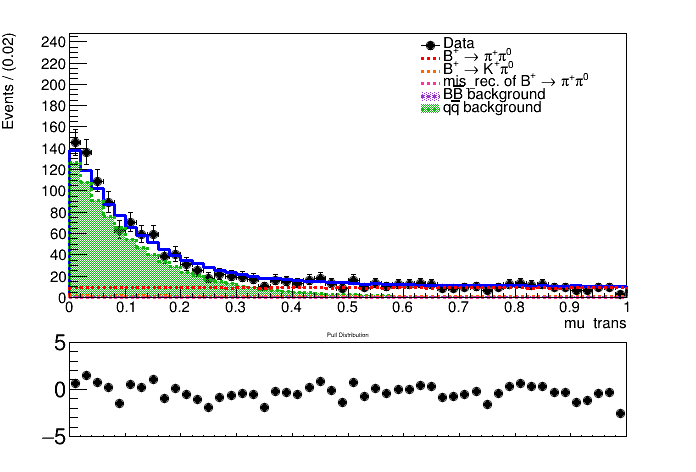 Events / (0.02)
240
220
200
180
160
140
120
100
80
60
40
20
0
Data
B⁺ → π⁺π⁰
B⁺ → K⁺π⁰
mis_rec. of B⁺ → π⁺π⁰
BB̅ background
qq̅ background
0 0.1 0.2 0.3 0.4 0.5 0.6 0.7 0.8 0.9 1
mu trans
Pull Distribution
5
0
−5